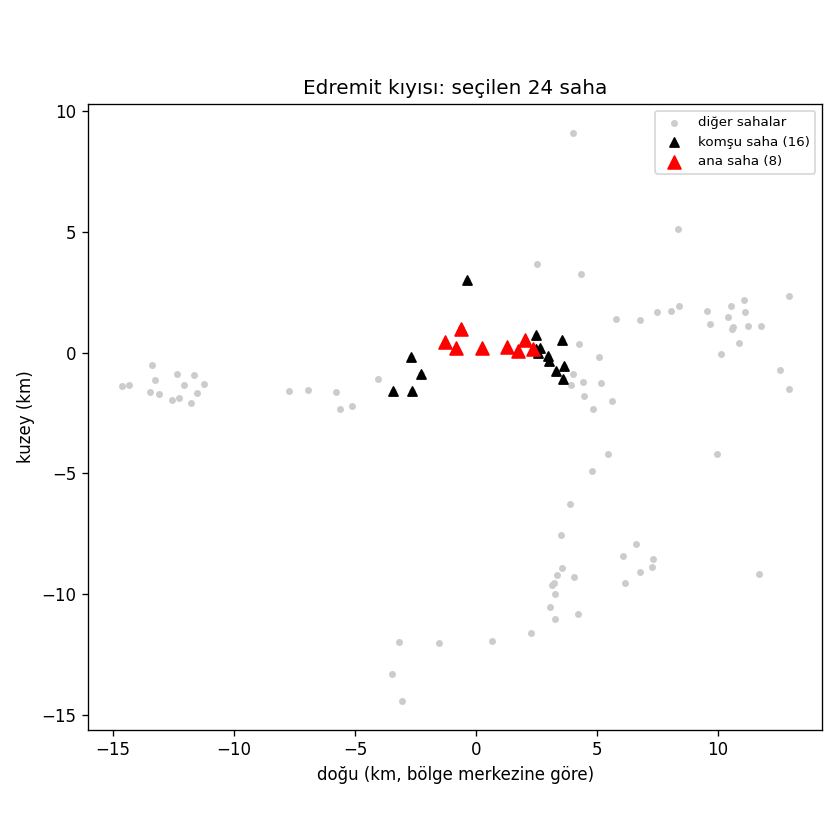 Edremit kıyısı: seçilen 24 saha
diğer sahalar
komşu saha (16)
ana saha (8)
10
5
0
−5
−10
−15
kuzey (km)
−15
−10
−5
0
5
10
doğu (km, bölge merkezine göre)